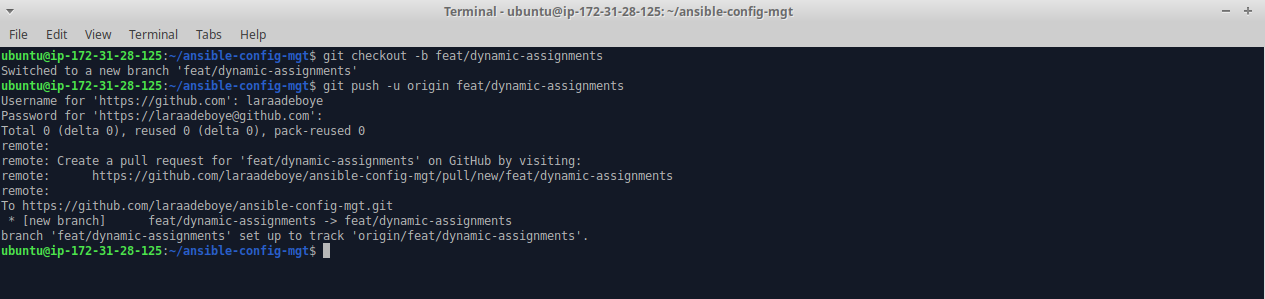 Terminal - ubuntu@ip-172-31-28-125: ~/ansible-config-mgt
File Edit View Terminal Tabs Help
ubuntu@ip-172-31-28-125:~/ansible-config-mgt$ git checkout -b feat/dynamic-assignments
Switched to a new branch 'feat/dynamic-assignments'
ubuntu@ip-172-31-28-125:~/ansible-config-mgt$ git push -u origin feat/dynamic-assignments
Username for 'https://github.com': laraadeboye
Password for 'https://laraadeboye@github.com':
Total 0 (delta 0), reused 0 (delta 0), pack-reused 0
remote:
remote: Create a pull request for 'feat/dynamic-assignments' on GitHub by visiting:
remote:      https://github.com/laraadeboye/ansible-config-mgt/pull/new/feat/dynamic-assignments
remote:
To https://github.com/laraadeboye/ansible-config-mgt.git
 * [new branch]      feat/dynamic-assignments -> feat/dynamic-assignments
branch 'feat/dynamic-assignments' set up to track 'origin/feat/dynamic-assignments'.
ubuntu@ip-172-31-28-125:~/ansible-config-mgt$